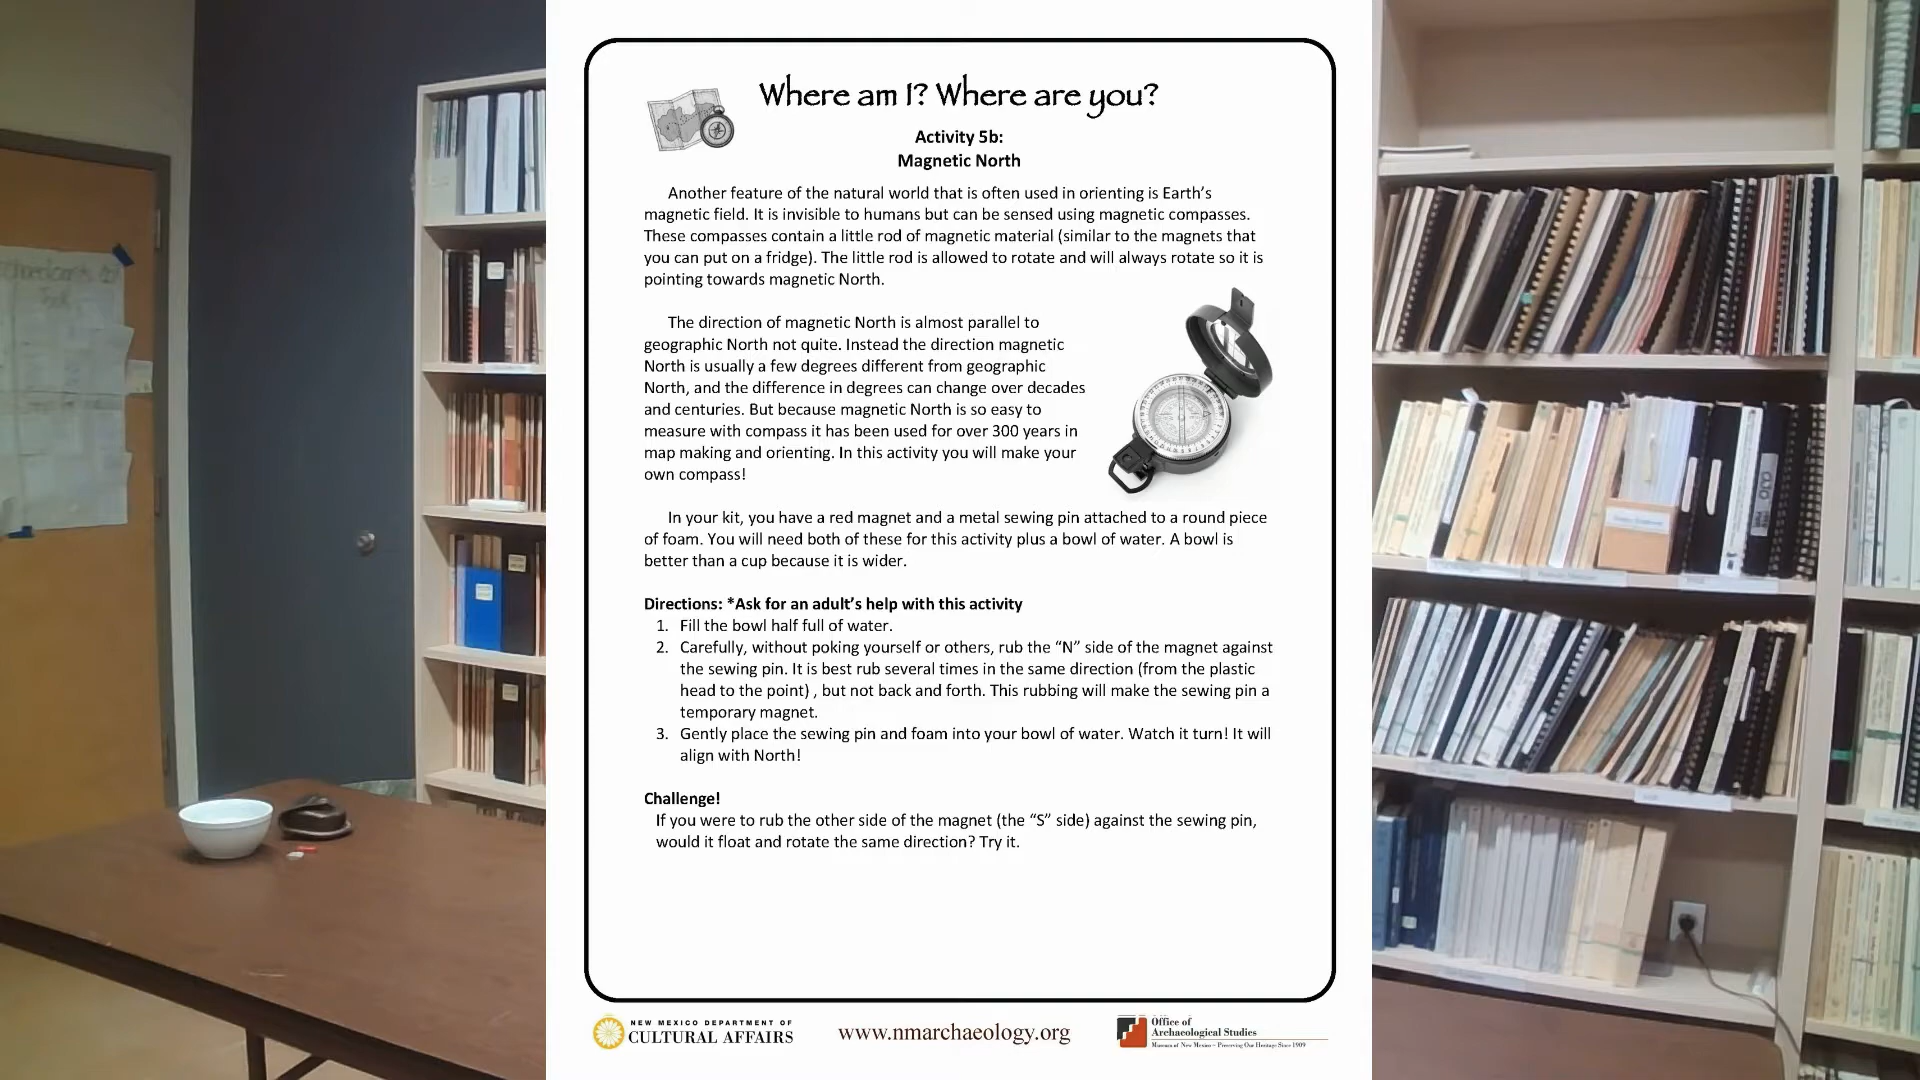 Where am I? Where are you?
Activity 5b:
Magnetic North
Another feature of the natural world that is often used in orienting is Earth’s
magnetic field. It is invisible to humans but can be sensed using magnetic compasses.
These compasses contain a little rod of magnetic material (similar to the magnets that
you can put on a fridge). The little rod is allowed to rotate and will always rotate so it is
pointing towards magnetic North.
The direction of magnetic North is almost parallel to
geographic North not quite. Instead the direction magnetic
North is usually a few degrees different from geographic
North, and the difference in degrees can change over decades
and centuries. But because magnetic North is so easy to
measure with compass it has been used for over 300 years in
map making and orienting. In this activity you will make your
own compass!
In your kit, you have a red magnet and a metal sewing pin attached to a round piece
of foam. You will need both of these for this activity plus a bowl of water. A bowl is
better than a cup because it is wider.
Directions: *Ask for an adult’s help with this activity
1. Fill the bowl half full of water.
2. Carefully, without poking yourself or others, rub the “N” side of the magnet against
the sewing pin. It is best rub several times in the same direction (from the plastic
head to the point) , but not back and forth. This rubbing will make the sewing pin a
temporary magnet.
3. Gently place the sewing pin and foam into your bowl of water. Watch it turn! It will
align with North!
Challenge!
If you were to rub the other side of the magnet (the “S” side) against the sewing pin,
would it float and rotate the same direction? Try it.
NEW MEXICO DEPARTMENT OF
CULTURAL AFFAIRS
www.nmarchaeology.org
Office of
Archaeological Studies
Museum of New Mexico – Preserving Our Heritage Since 1909